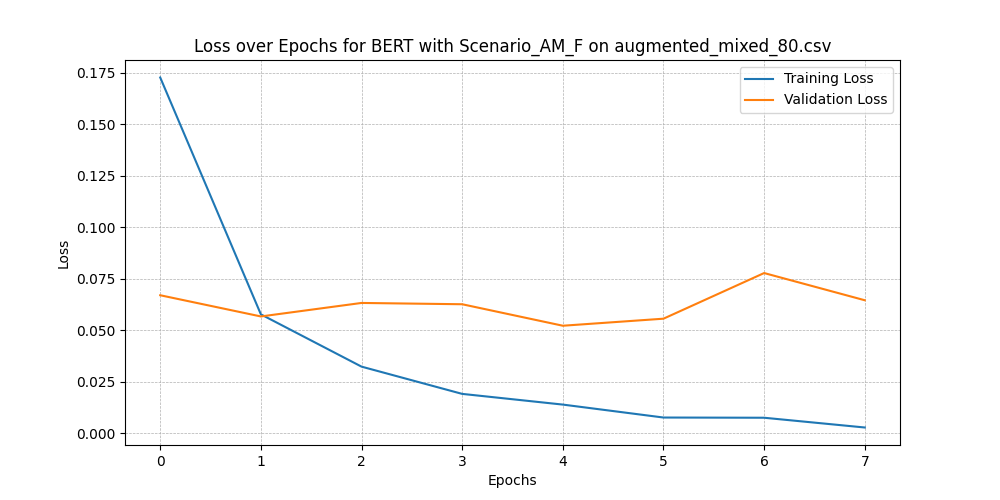 Loss over Epochs for BERT with Scenario_AM_F on augmented_mixed_80.csv
Training Loss
Validation Loss
0.175
0.150
0.125
0.100
0.075
0.050
0.025
0.000
Loss
0 1 2 3 4 5 6 7
Epochs